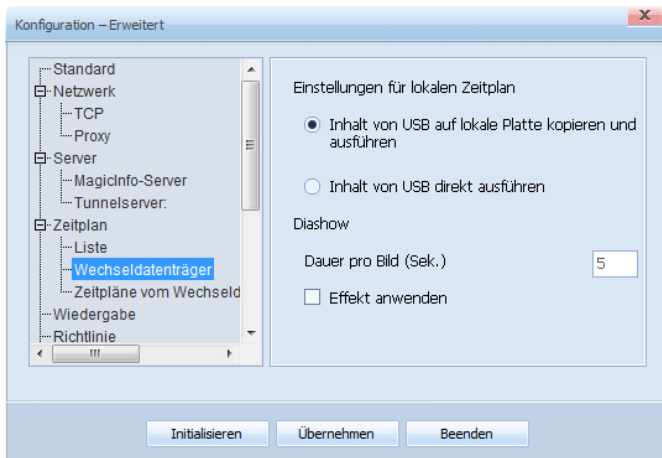 Konfiguration – Erweitert
Standard
Netzwerk
TCP
Proxy
Server
MagicInfo-Server
Tunnelserver:
Zeitplan
Liste
Wechseldatenträger
Zeitpläne vom Wechseld
Wiedergabe
Richtlinie
Einstellungen für lokalen Zeitplan
Inhalt von USB auf lokale Platte kopieren und
ausführen
Inhalt von USB direkt ausführen
Diashow
Dauer pro Bild (Sek.)
5
Effekt anwenden
Initialisieren
Übernehmen
Beenden